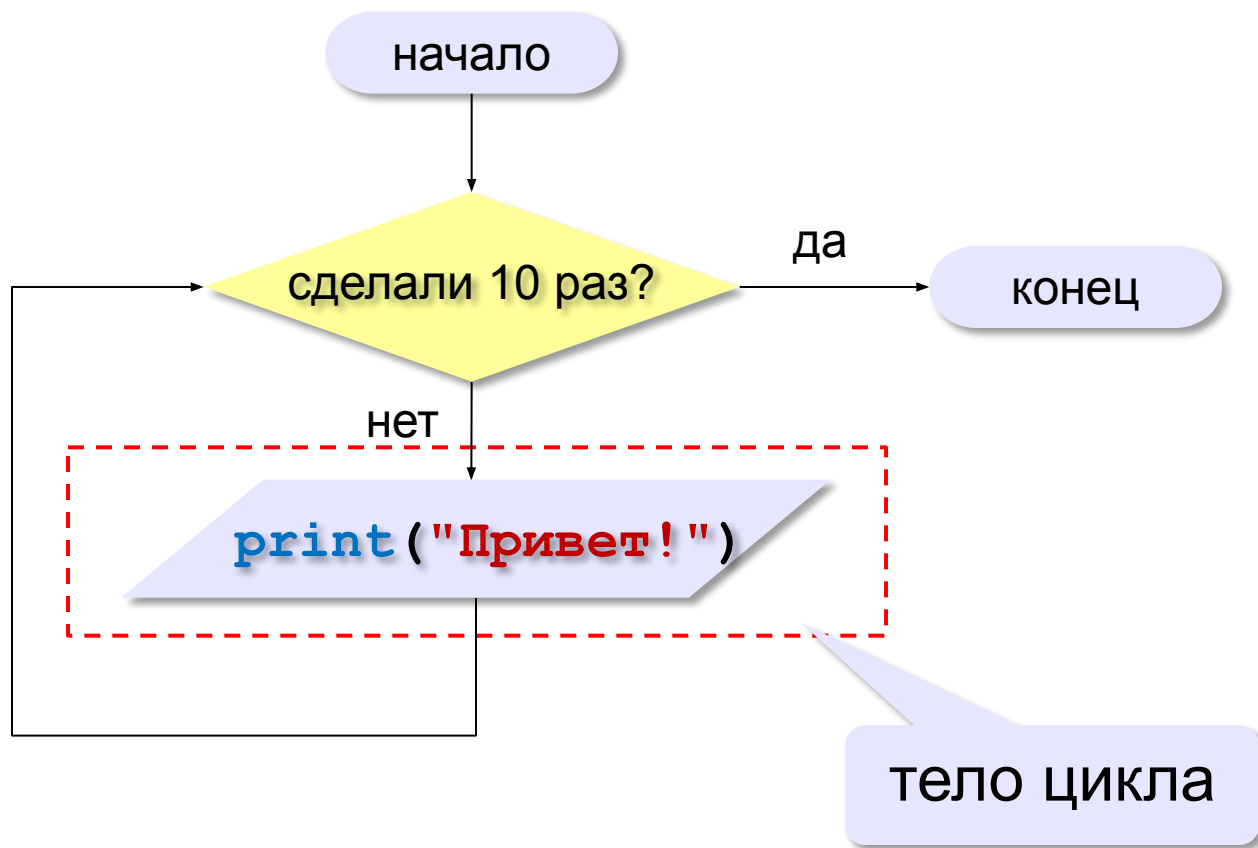 начало
сделали 10 раз?
да
конец
нет
print("Привет!")
тело цикла